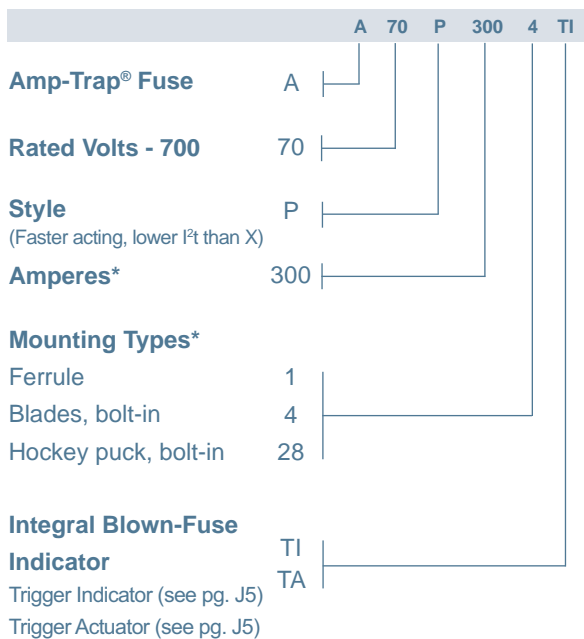 A 70 P 300 4 TI
Amp-Trap® Fuse A
Rated Volts - 700 70
Style P
(Faster acting, lower I²t than X)
Amperes* 300
Mounting Types*
Ferrule 1
Blades, bolt-in 4
Hockey puck, bolt-in 28
Integral Blown-Fuse
Indicator
TI
TA
Trigger Indicator (see pg. J5)
Trigger Actuator (see pg. J5)